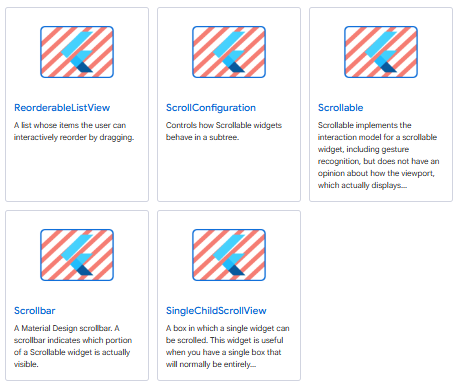 ReorderableListView
A list whose items the user can
interactively reorder by dragging.
ScrollConfiguration
Controls how Scrollable widgets
behave in a subtree.
Scrollable
Scrollable implements the
interaction model for a scrollable
widget, including gesture
recognition, but does not have an
opinion about how the viewport,
which actually displays...
Scrollbar
A Material Design scrollbar. A
scrollbar indicates which portion
of a Scrollable widget is actually
visible.
SingleChildScrollView
A box in which a single widget can
be scrolled. This widget is useful
when you have a single box that
will normally be entirely...